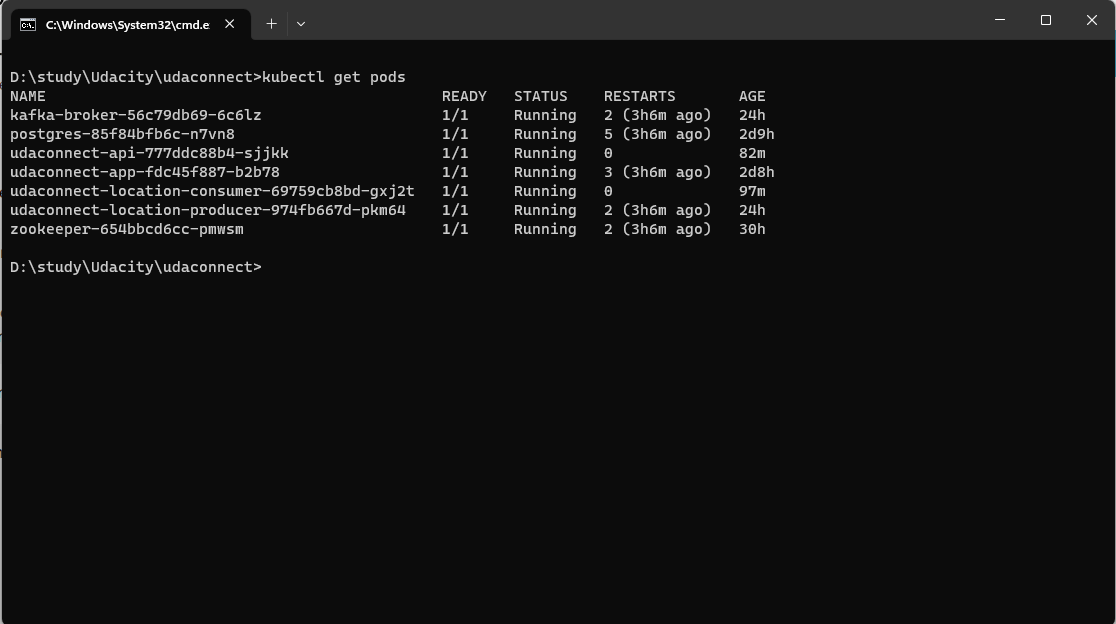 C:\Windows\System32\cmd.e
D:\study\Udacity\udaconnect>kubectl get pods
NAME READY STATUS RESTARTS AGE
kafka-broker-56c79db69-6c6lz 1/1 Running 2 (3h6m ago) 24h
postgres-85f84bfb6c-n7vn8 1/1 Running 5 (3h6m ago) 2d9h
udaconnect-api-777ddc88b4-sjjkk 1/1 Running 0 82m
udaconnect-app-fdc45f887-b2b78 1/1 Running 3 (3h6m ago) 2d8h
udaconnect-location-consumer-69759cb8bd-gxj2t 1/1 Running 0 97m
udaconnect-location-producer-974fb667d-pkm64 1/1 Running 2 (3h6m ago) 24h
zookeeper-654bbcd6cc-pmwsm 1/1 Running 2 (3h6m ago) 30h
D:\study\Udacity\udaconnect>